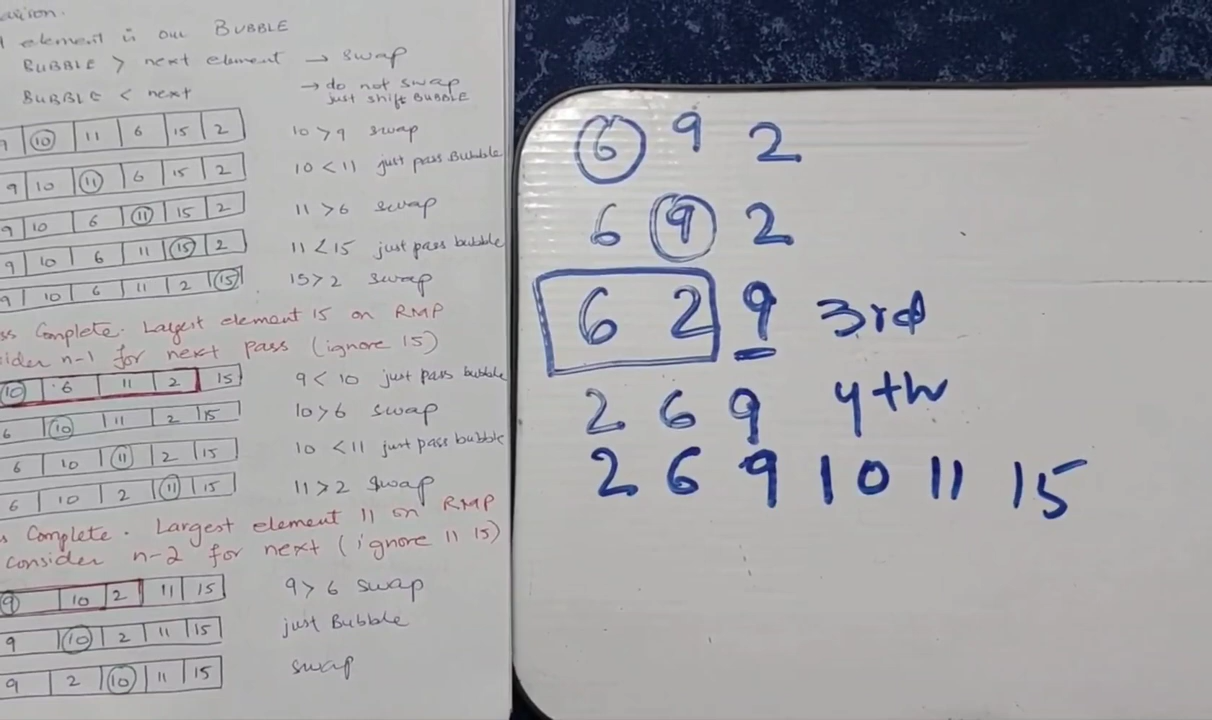 element is our BUBBLE
BUBBLE > next element → swap
BUBBLE < next → do not swap
just shift BUBBLE
9 10 11 6 15 2 10>9 swap
9 10 11 6 15 2 10<11 just pass Bubble
9 10 6 11 15 2 11>6 swap
9 10 6 11 15 2 11<15 just pass bubble
9 10 6 11 2 15 15>2 swap
Complete. Largest element 15 on RMP
n-1 for next pass (ignore 15)
10 6 11 2 15 9<10 just pass bubble
6 10 11 2 15 10>6 swap
6 10 11 2 15 10<11 just pass bubble
6 10 2 11 15 11>2 swap
Complete. Largest element 11 on RMP
consider n-2 for next (ignore 11 15)
9 10 2 11 15 9>6 swap
9 10 2 11 15 just Bubble
9 2 10 11 15 swap
6 9 2
6 9 2
6 2 9 3rd
2 6 9 4th
2 6 9 10 11 15